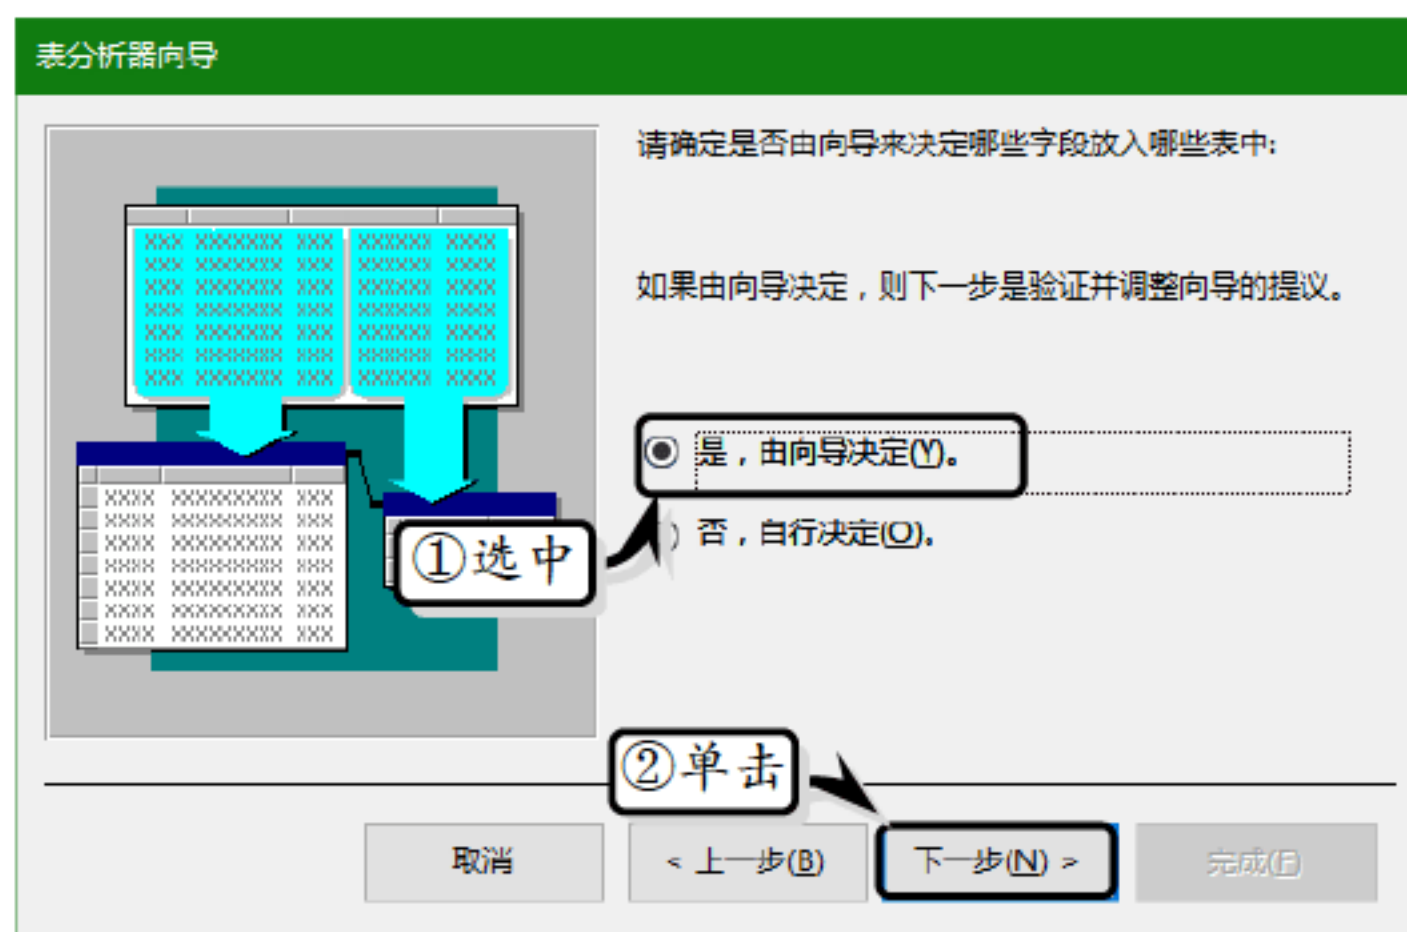 表分析器向导
请确定是否由向导来决定哪些字段放入哪些表中:
如果由向导决定，则下一步是验证并调整向导的提议。
是，由向导决定(Y)。
否，自行决定(O)。
①选中
②单击
取消
< 上一步(B)
下一步(N) >
完成(F)